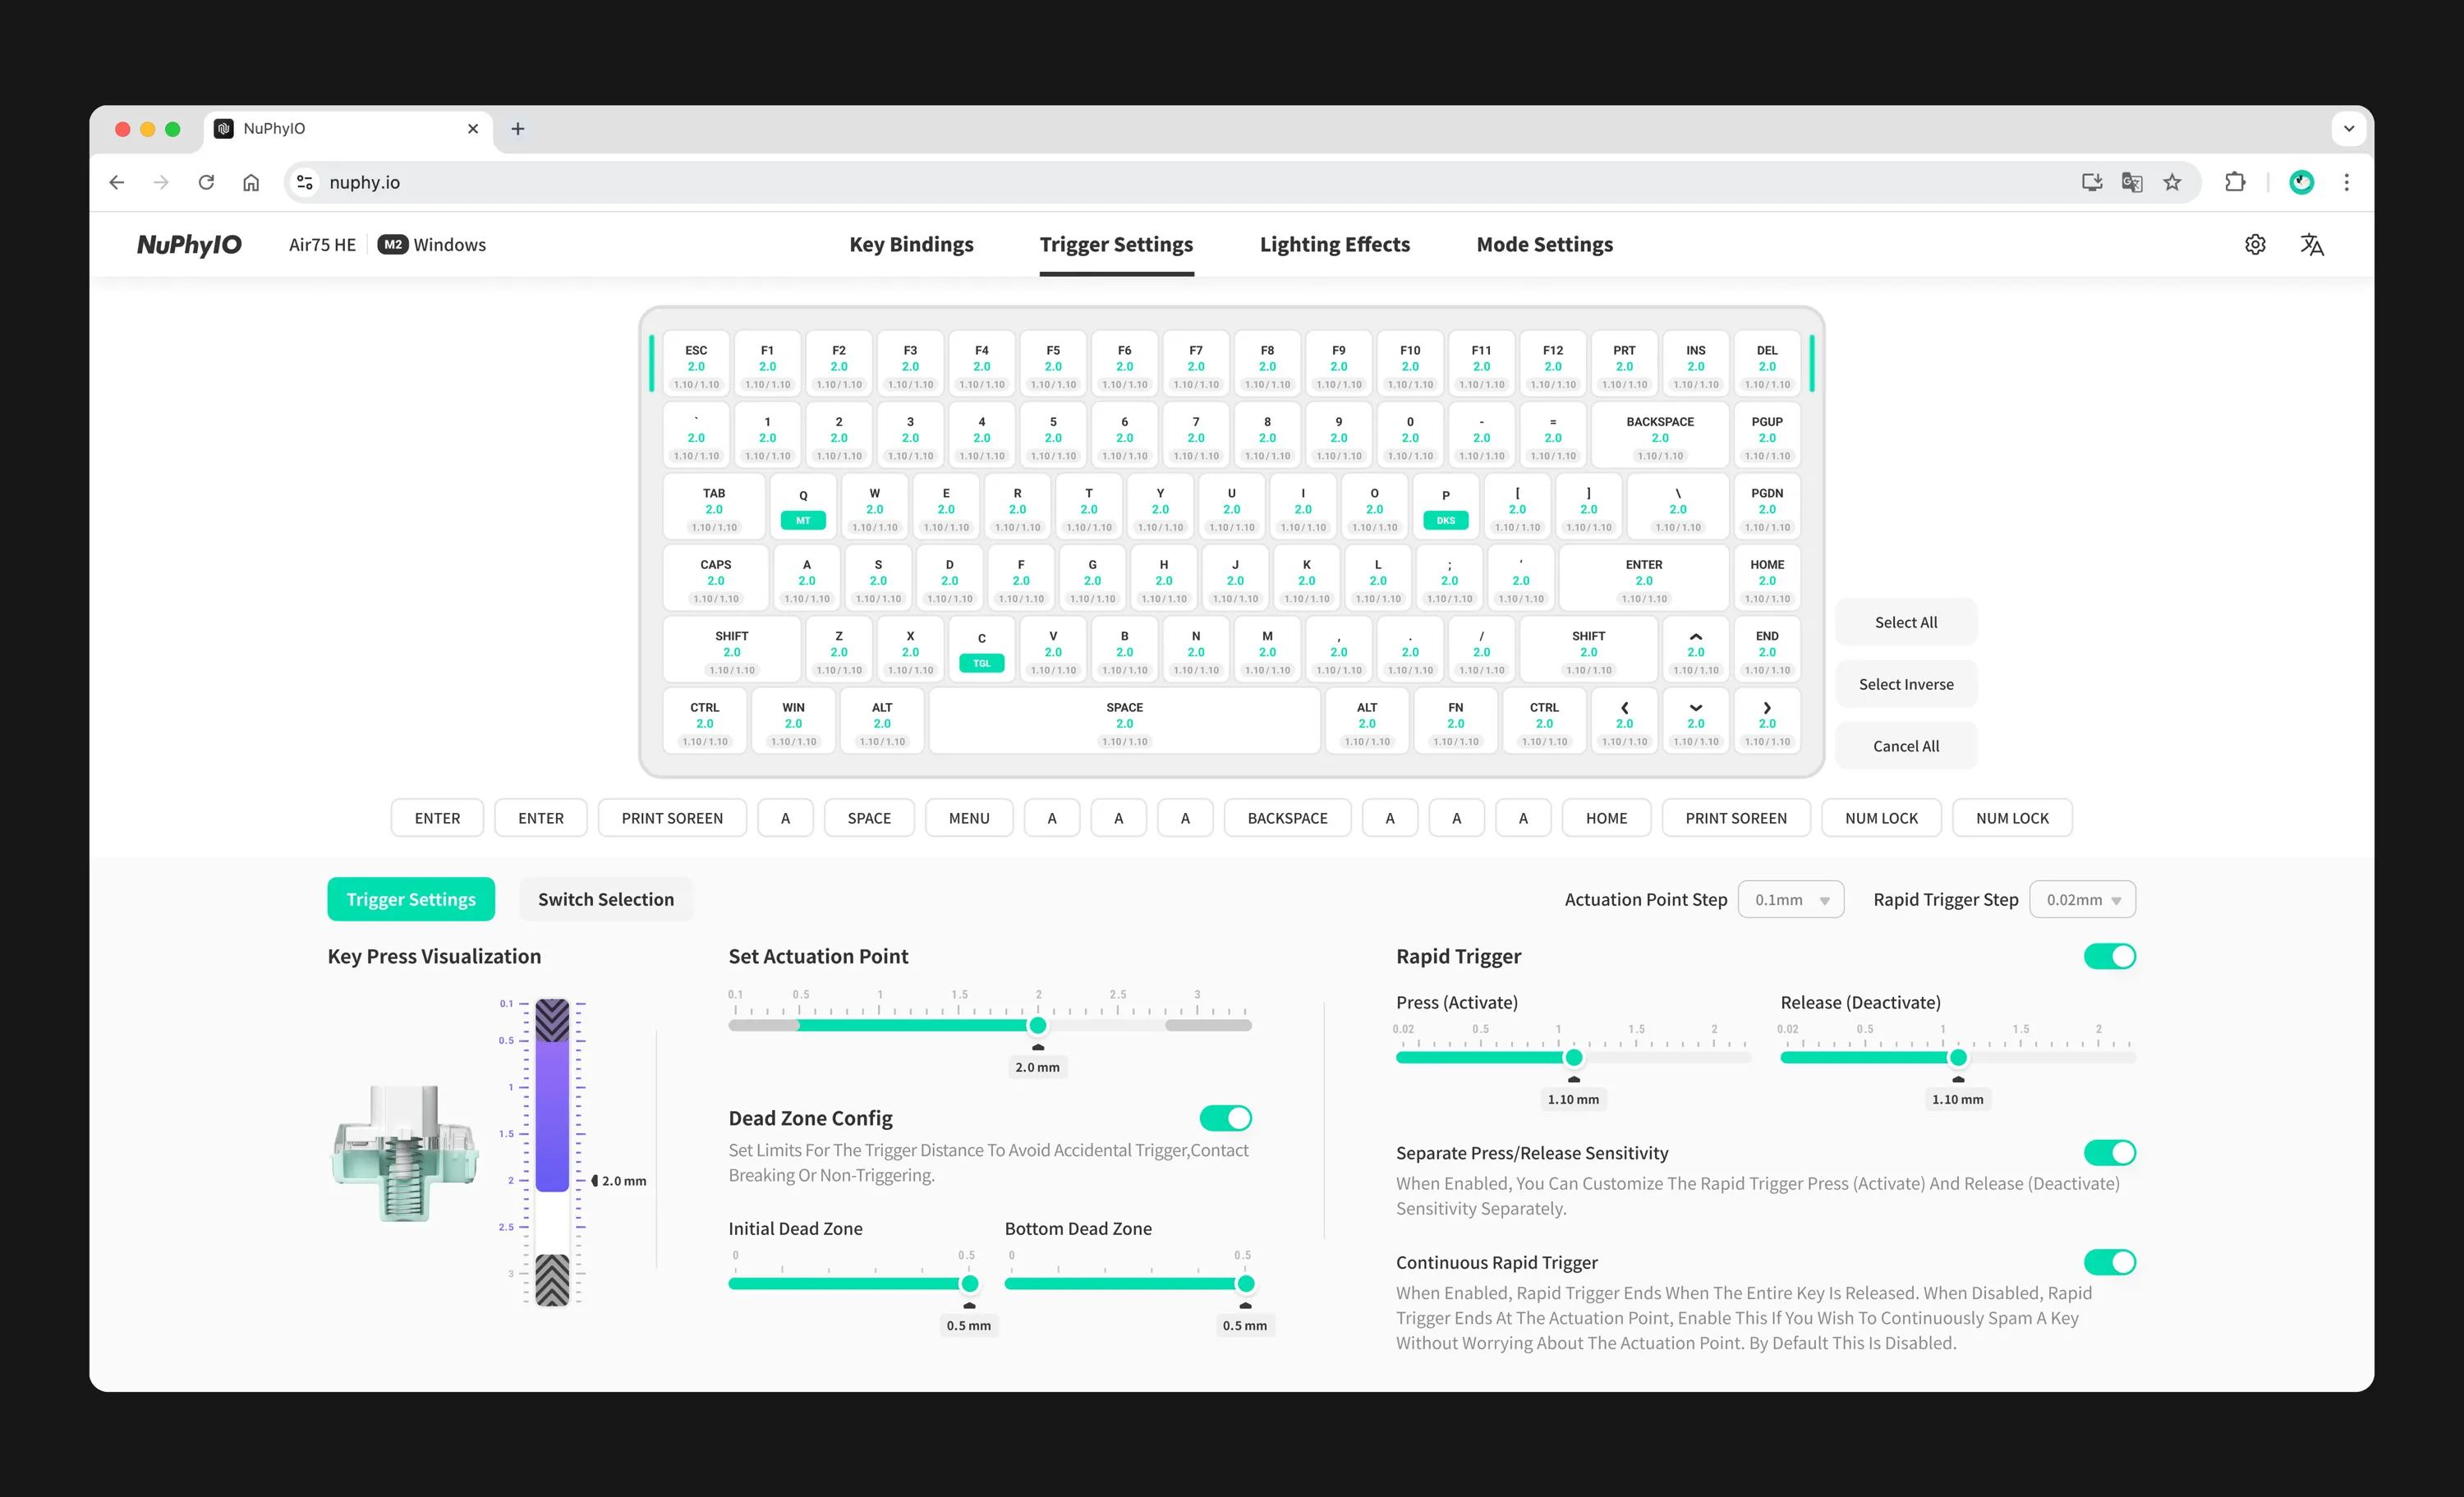 NuPhyIO
nuphy.io
NuPhyIO Air75 HE M2 Windows Key Bindings Trigger Settings Lighting Effects Mode Settings
ESC F1 F2 F3 F4 F5 F6 F7 F8 F9 F10 F11 F12 PRT INS DEL
2.0 2.0 2.0 2.0 2.0 2.0 2.0 2.0 2.0 2.0 2.0 2.0 2.0 2.0 2.0 2.0
1.10/1.10 1.10/1.10 1.10/1.10 1.10/1.10 1.10/1.10 1.10/1.10 1.10/1.10 1.10/1.10 1.10/1.10 1.10/1.10 1.10/1.10 1.10/1.10 1.10/1.10 1.10/1.10 1.10/1.10 1.10/1.10
` 1 2 3 4 5 6 7 8 9 0 - = BACKSPACE PGUP
2.0 2.0 2.0 2.0 2.0 2.0 2.0 2.0 2.0 2.0 2.0 2.0 2.0 2.0 2.0
1.10/1.10 1.10/1.10 1.10/1.10 1.10/1.10 1.10/1.10 1.10/1.10 1.10/1.10 1.10/1.10 1.10/1.10 1.10/1.10 1.10/1.10 1.10/1.10 1.10/1.10 1.10/1.10 1.10/1.10
TAB Q W E R T Y U I O P [ ] \ PGDN
2.0 MT 2.0 2.0 2.0 2.0 2.0 2.0 2.0 2.0 DKS 2.0 2.0 2.0 2.0
1.10/1.10 1.10/1.10 1.10/1.10 1.10/1.10 1.10/1.10 1.10/1.10 1.10/1.10 1.10/1.10 1.10/1.10 1.10/1.10 1.10/1.10 1.10/1.10 1.10/1.10
CAPS A S D F G H J K L ; ‘ ENTER HOME
2.0 2.0 2.0 2.0 2.0 2.0 2.0 2.0 2.0 2.0 2.0 2.0 2.0 2.0
1.10/1.10 1.10/1.10 1.10/1.10 1.10/1.10 1.10/1.10 1.10/1.10 1.10/1.10 1.10/1.10 1.10/1.10 1.10/1.10 1.10/1.10 1.10/1.10 1.10/1.10 1.10/1.10
SHIFT Z X C V B N M , . / SHIFT END
2.0 2.0 2.0 TGL 2.0 2.0 2.0 2.0 2.0 2.0 2.0 2.0 2.0 2.0
1.10/1.10 1.10/1.10 1.10/1.10 1.10/1.10 1.10/1.10 1.10/1.10 1.10/1.10 1.10/1.10 1.10/1.10 1.10/1.10 1.10/1.10 1.10/1.10 1.10/1.10
CTRL WIN ALT SPACE ALT FN CTRL
2.0 2.0 2.0 2.0 2.0 2.0 2.0 2.0 2.0 2.0
1.10/1.10 1.10/1.10 1.10/1.10 1.10/1.10 1.10/1.10 1.10/1.10 1.10/1.10 1.10/1.10 1.10/1.10 1.10/1.10
Select All
Select Inverse
Cancel All
ENTER ENTER PRINT SOREEN A SPACE MENU A A A BACKSPACE A A A HOME PRINT SOREEN NUM LOCK NUM LOCK
Trigger Settings Switch Selection Actuation Point Step 0.1mm Rapid Trigger Step 0.02mm
Key Press Visualization
0.1
0.5
1
1.5
2
2.0 mm
2.5
3
Set Actuation Point
0.1 0.5 1 1.5 2 2.5 3
2.0 mm
Dead Zone Config
Set Limits For The Trigger Distance To Avoid Accidental Trigger,Contact
Breaking Or Non-Triggering.
Initial Dead Zone Bottom Dead Zone
0 0.5 0 0.5
0.5 mm 0.5 mm
Rapid Trigger
Press (Activate) Release (Deactivate)
0.02 0.5 1 1.5 2 0.02 0.5 1 1.5 2
1.10 mm 1.10 mm
Separate Press/Release Sensitivity
When Enabled, You Can Customize The Rapid Trigger Press (Activate) And Release (Deactivate)
Sensitivity Separately.
Continuous Rapid Trigger
When Enabled, Rapid Trigger Ends When The Entire Key Is Released. When Disabled, Rapid
Trigger Ends At The Actuation Point, Enable This If You Wish To Continuously Spam A Key
Without Worrying About The Actuation Point. By Default This Is Disabled.